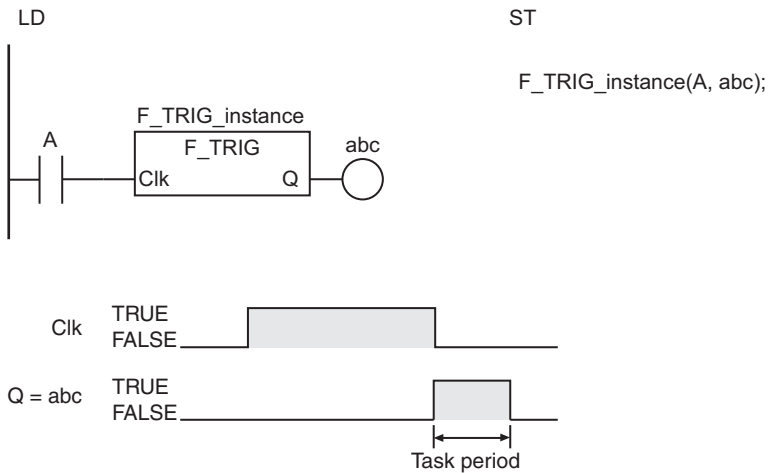 LD
ST
F_TRIG_instance(A, abc);
F_TRIG_instance
A
F_TRIG
abc
Clk
Q
Clk
TRUE
FALSE
Q = abc
TRUE
FALSE
Task period